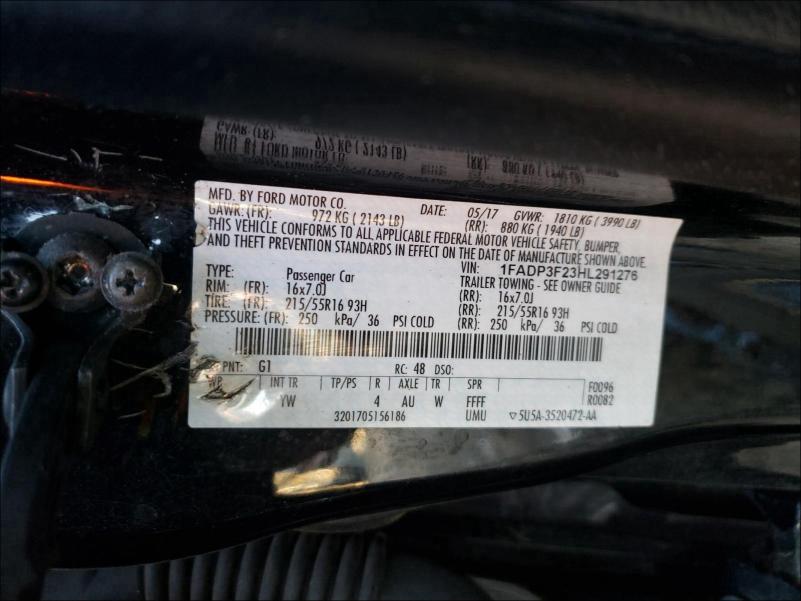 MFD. BY FORD MOTOR CO. DATE: 05/17 GVWR: 1810 KG ( 3990 LB)
GAWR: (FR): 972 KG ( 2143 LB) (RR): 880 KG ( 1940 LB)
THIS VEHICLE CONFORMS TO ALL APPLICABLE FEDERAL MOTOR VEHICLE SAFETY, BUMPER,
AND THEFT PREVENTION STANDARDS IN EFFECT ON THE DATE OF MANUFACTURE SHOWN ABOVE.
VIN: 1FADP3F23HL291276
TYPE: Passenger Car TRAILER TOWING - SEE OWNER GUIDE
RIM: (FR): 16x7.0J (RR): 16x7.0J
TIRE: (FR): 215/55R16 93H (RR): 215/55R16 93H
PRESSURE: (FR): 250 kPa/ 36 PSI COLD (RR): 250 kPa/ 36 PSI COLD
EXT PNT: G1 RC: 48 DSO:
WB INT TR TP/PS R AXLE TR SPR F0096
YW 4 AU W FFFF R0082
3201705156186 UMU ▽5U5A-3520472-AA